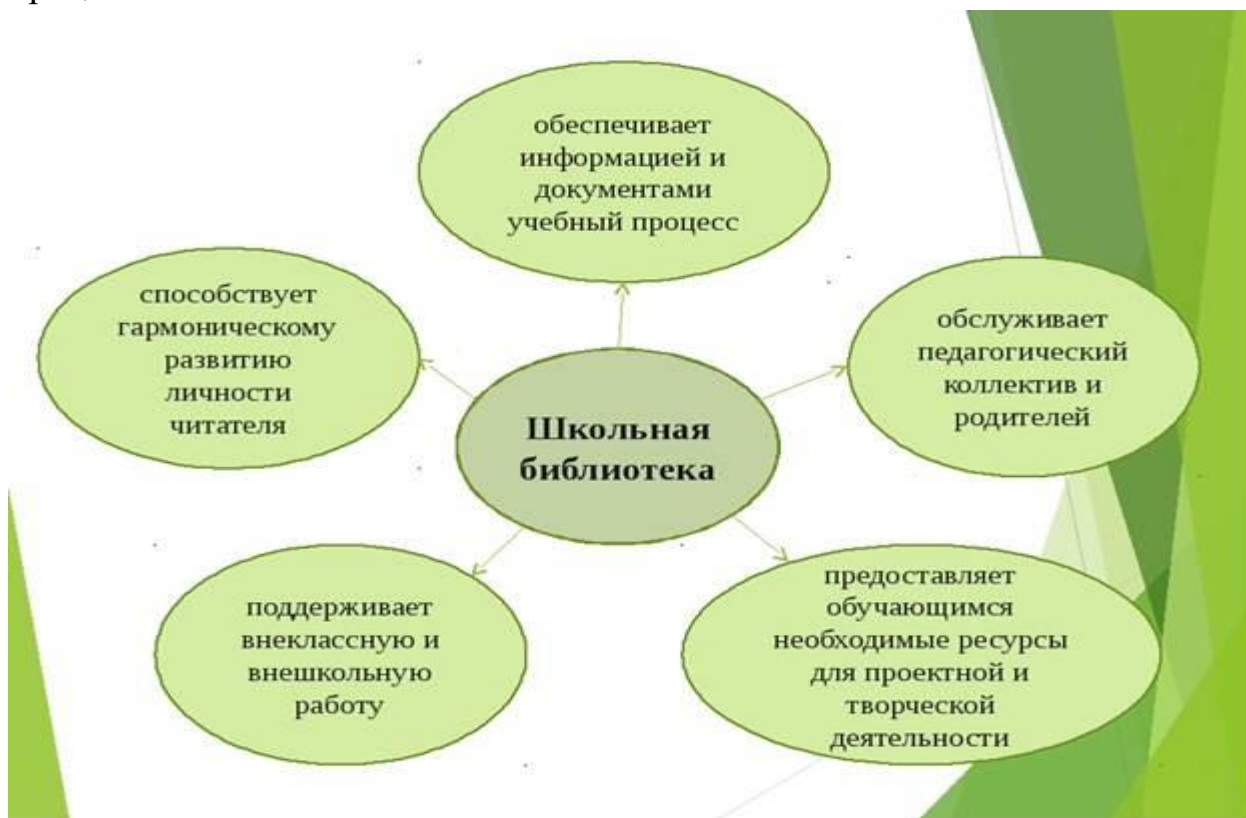 обеспечивает
информацией и
документами
учебный процесс
способствует
гармоническому
развитию
личности
читателя
обслуживает
педагогический
коллектив и
родителей
Школьная
библиотека
поддерживает
внеклассную и
внешкольную
работу
предоставляет
обучающимся
необходимые ресурсы
для проектной и
творческой
деятельности